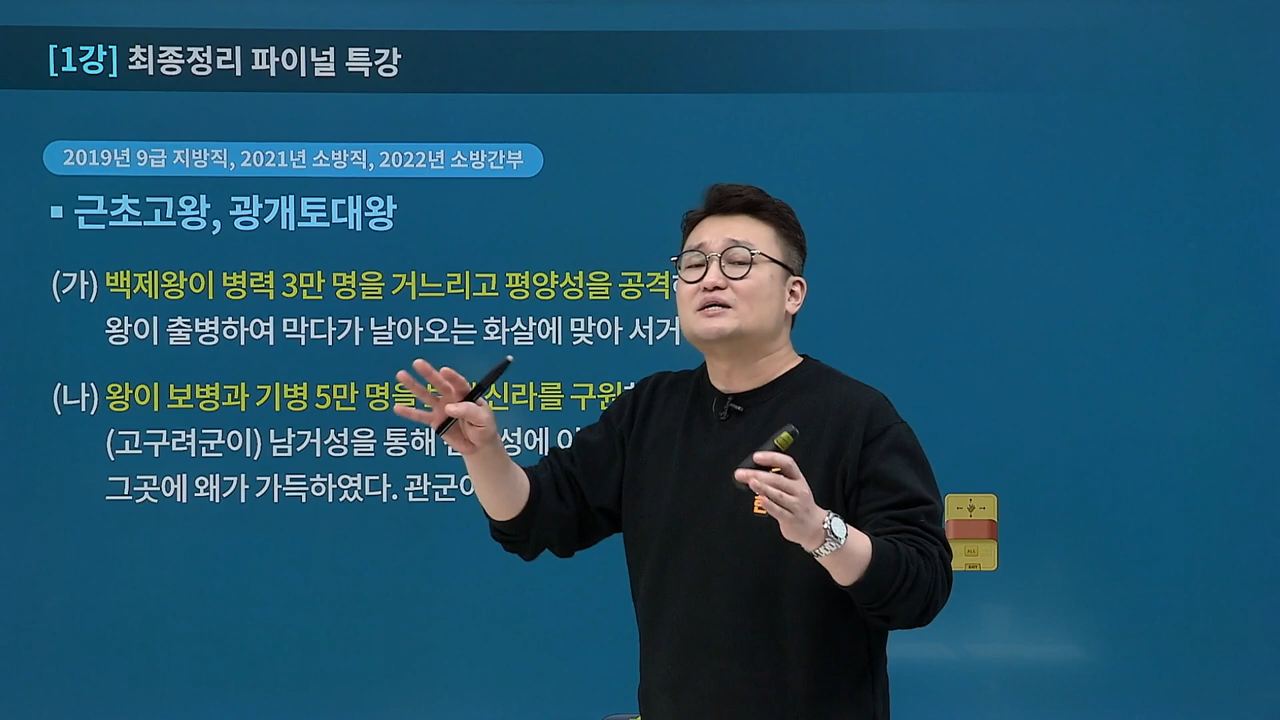 [1강] 최종정리 파이널 특강
2019년 9급 지방직, 2021년 소방직, 2022년 소방간부
▪ 근초고왕, 광개토대왕
(가) 백제왕이 병력 3만 명을 거느리고 평양성을 공격
왕이 출병하여 막다가 날아오는 화살에 맞아 서거
(나) 왕이 보병과 기병 5만 명을 신라를 구원
(고구려군이) 남거성을 통해
그곳에 왜가 가득하였다. 관군이
EXIT